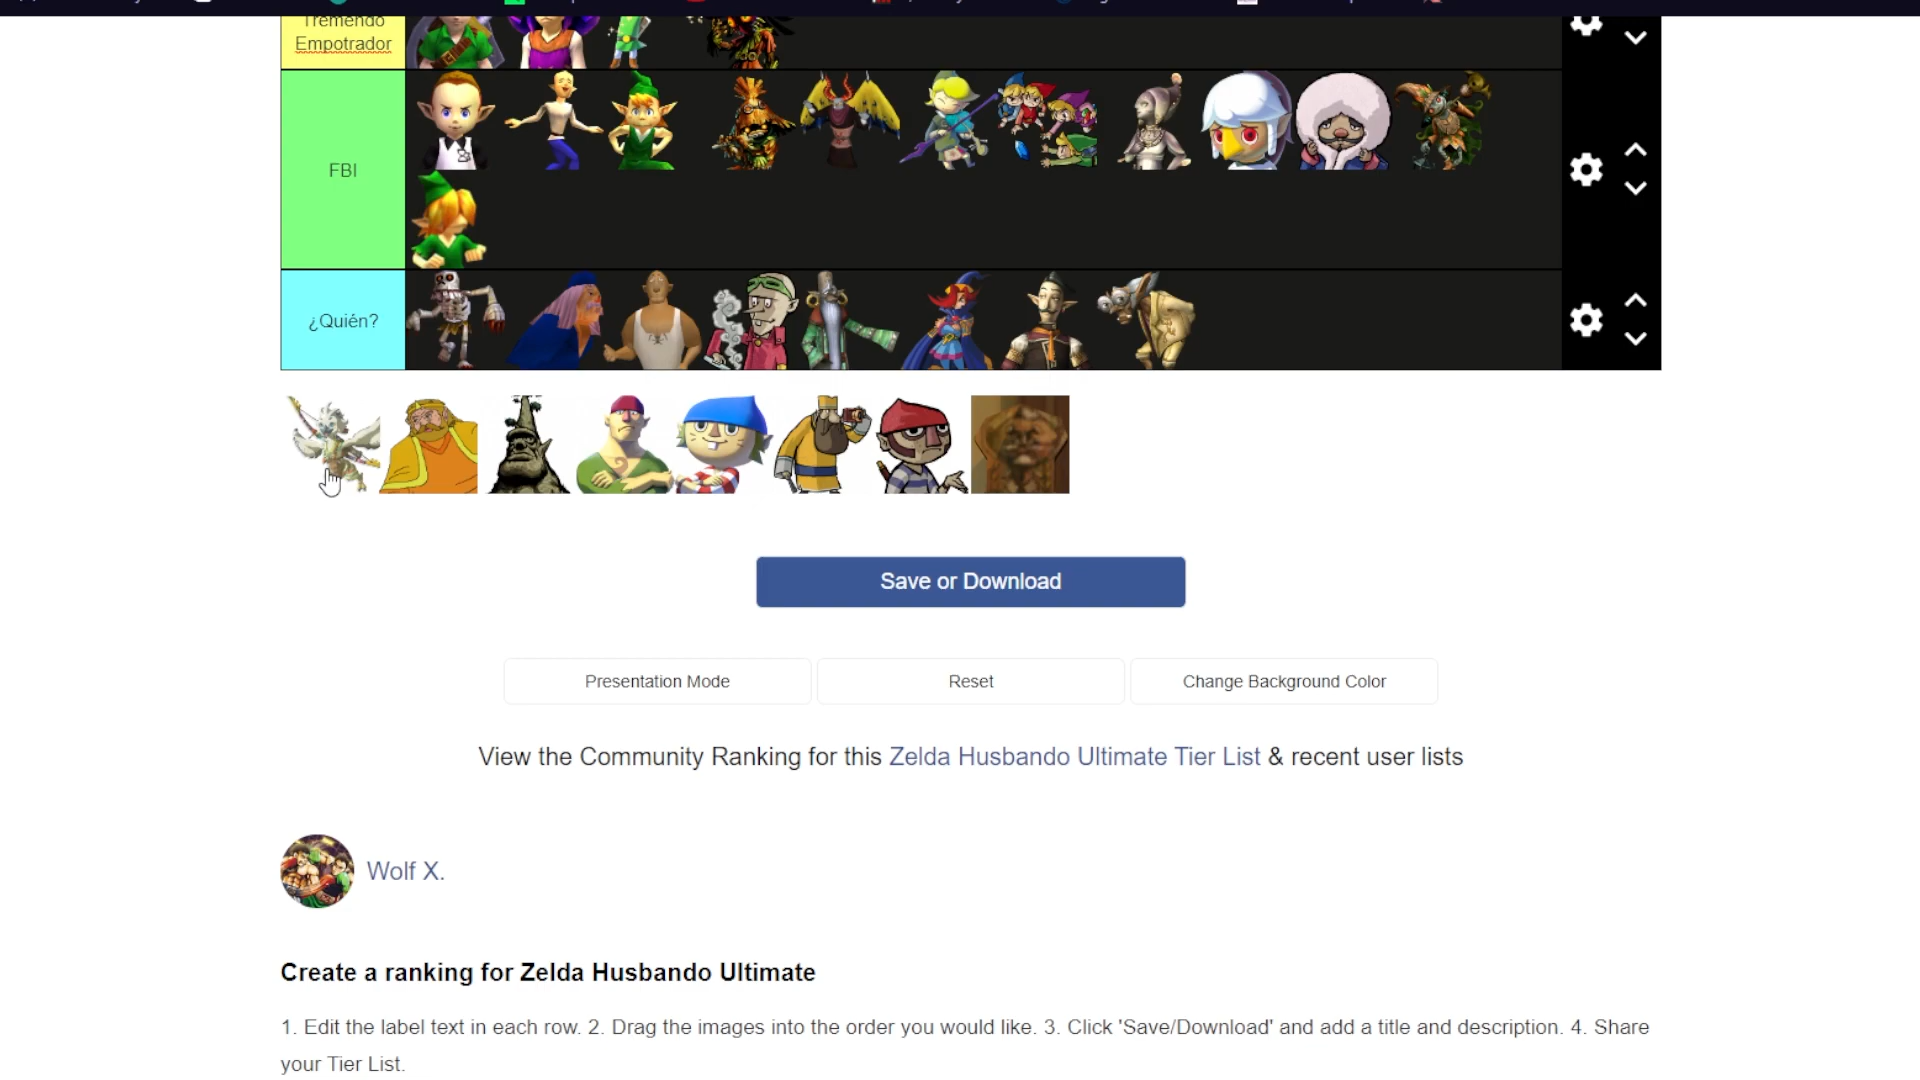 Tremendo
Empotrador
FBI
¿Quién?
Save or Download
Presentation Mode
Reset
Change Background Color
View the Community Ranking for this Zelda Husbando Ultimate Tier List & recent user lists
Wolf X.
Create a ranking for Zelda Husbando Ultimate
1. Edit the label text in each row. 2. Drag the images into the order you would like. 3. Click 'Save/Download' and add a title and description. 4. Share
your Tier List.